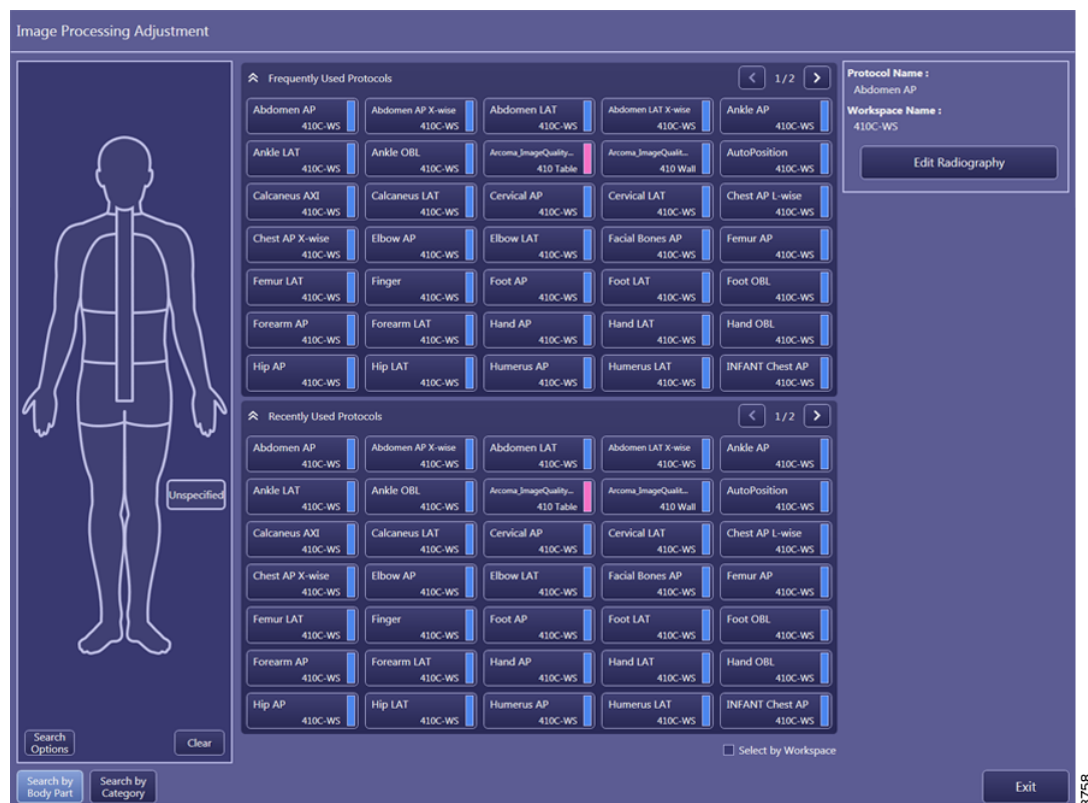 Image Processing Adjustment
Unspecified
Search
Options
Clear
Search by
Body Part
Search by
Category
Frequently Used Protocols
1/2
Abdomen AP
410C-WS
Abdomen AP X-wise
410C-WS
Abdomen LAT
410C-WS
Abdomen LAT X-wise
410C-WS
Ankle AP
410C-WS
Ankle LAT
410C-WS
Ankle OBL
410C-WS
Arcoma_ImageQuality...
410 Table
Arcoma_ImageQualit...
410 Wall
AutoPosition
410C-WS
Calcaneus AXI
410C-WS
Calcaneus LAT
410C-WS
Cervical AP
410C-WS
Cervical LAT
410C-WS
Chest AP L-wise
410C-WS
Chest AP X-wise
410C-WS
Elbow AP
410C-WS
Elbow LAT
410C-WS
Facial Bones AP
410C-WS
Femur AP
410C-WS
Femur LAT
410C-WS
Finger
410C-WS
Foot AP
410C-WS
Foot LAT
410C-WS
Foot OBL
410C-WS
Forearm AP
410C-WS
Forearm LAT
410C-WS
Hand AP
410C-WS
Hand LAT
410C-WS
Hand OBL
410C-WS
Hip AP
410C-WS
Hip LAT
410C-WS
Humerus AP
410C-WS
Humerus LAT
410C-WS
INFANT Chest AP
410C-WS
Recently Used Protocols
1/2
Abdomen AP
410C-WS
Abdomen AP X-wise
410C-WS
Abdomen LAT
410C-WS
Abdomen LAT X-wise
410C-WS
Ankle AP
410C-WS
Ankle LAT
410C-WS
Ankle OBL
410C-WS
Arcoma_ImageQuality...
410 Table
Arcoma_ImageQualit...
410 Wall
AutoPosition
410C-WS
Calcaneus AXI
410C-WS
Calcaneus LAT
410C-WS
Cervical AP
410C-WS
Cervical LAT
410C-WS
Chest AP L-wise
410C-WS
Chest AP X-wise
410C-WS
Elbow AP
410C-WS
Elbow LAT
410C-WS
Facial Bones AP
410C-WS
Femur AP
410C-WS
Femur LAT
410C-WS
Finger
410C-WS
Foot AP
410C-WS
Foot LAT
410C-WS
Foot OBL
410C-WS
Forearm AP
410C-WS
Forearm LAT
410C-WS
Hand AP
410C-WS
Hand LAT
410C-WS
Hand OBL
410C-WS
Hip AP
410C-WS
Hip LAT
410C-WS
Humerus AP
410C-WS
Humerus LAT
410C-WS
INFANT Chest AP
410C-WS
Select by Workspace
Protocol Name :
Abdomen AP
Workspace Name :
410C-WS
Edit Radiography
Exit